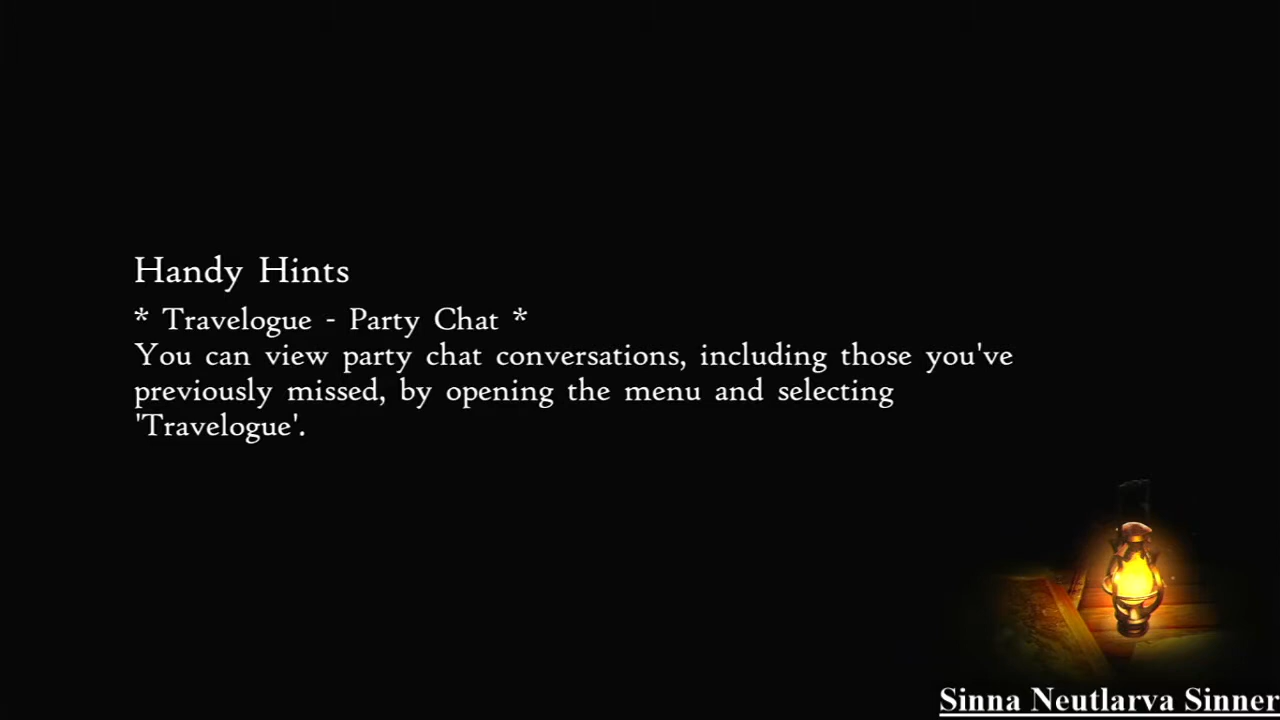 Handy Hints
* Travelogue - Party Chat *
You can view party chat conversations, including those you've
previously missed, by opening the menu and selecting
'Travelogue'.
Sinna Neutlarva Sinner